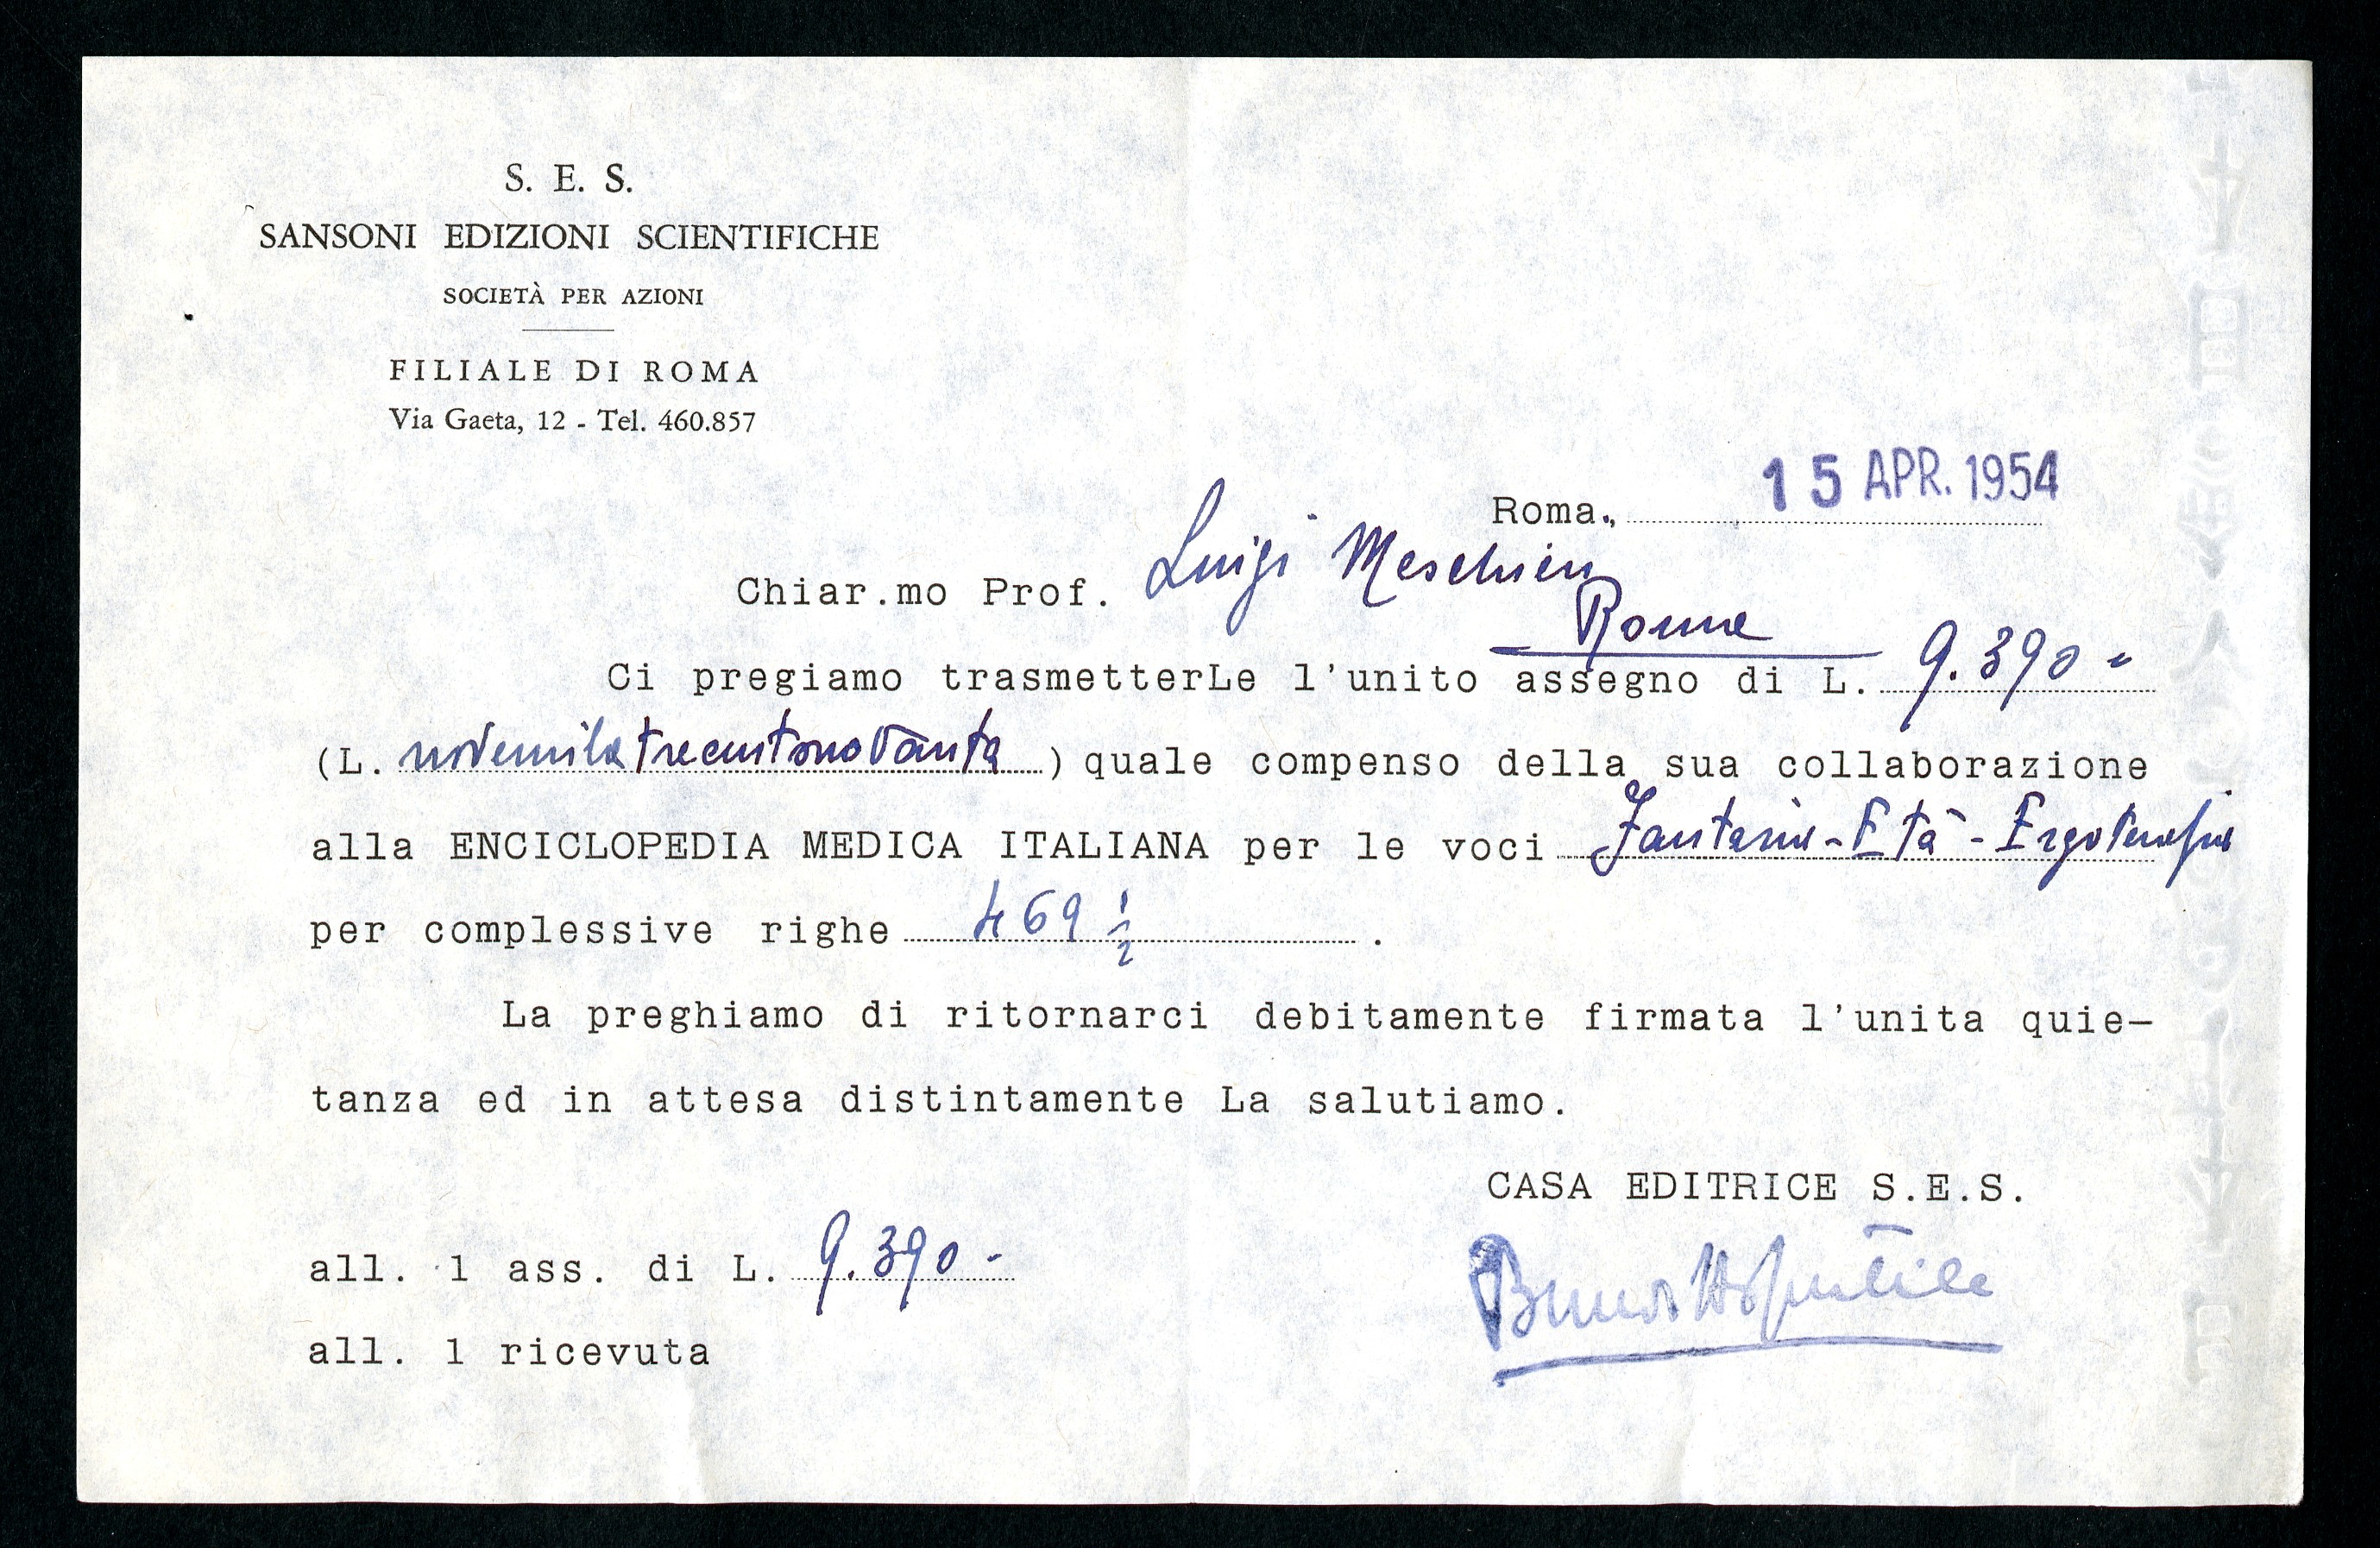 S. E. S.
SANSONI EDIZIONI SCIENTIFICHE
SOCIETÀ PER AZIONI
FILIALE DI ROMA
Via Gaeta, 12 - Tel. 460.857
Roma., 15 APR. 1954
Chiar.mo Prof. Luigi Meschieri
Roma
Ci pregiamo trasmetterLe l'unito assegno di L. 9.390 -
(L. novemilatrecentonovanta) quale compenso della sua collaborazione
alla ENCICLOPEDIA MEDICA ITALIANA per le voci Fantasia - Età - Ergoterapia
per complessive righe 469 ½ .
La preghiamo di ritornarci debitamente firmata l'unita quie-
tanza ed in attesa distintamente La salutiamo.
CASA EDITRICE S.E.S.
all. 1 ass. di L. 9.390 -
all. 1 ricevuta